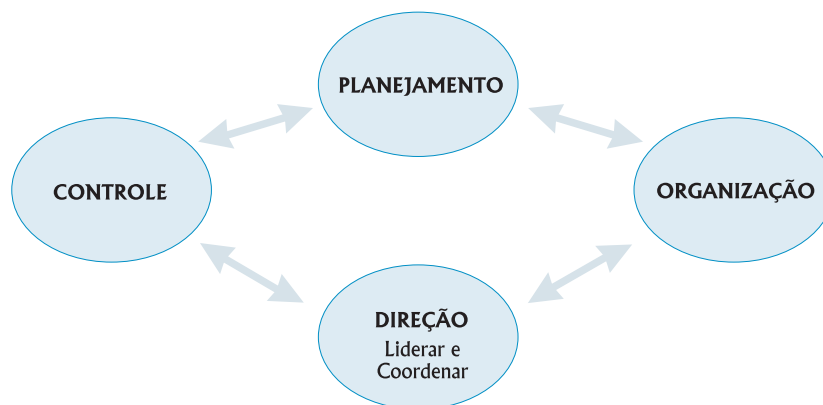 PLANEJAMENTO
CONTROLE
ORGANIZAÇÃO
DIREÇÃO
Liderar e
Coordenar